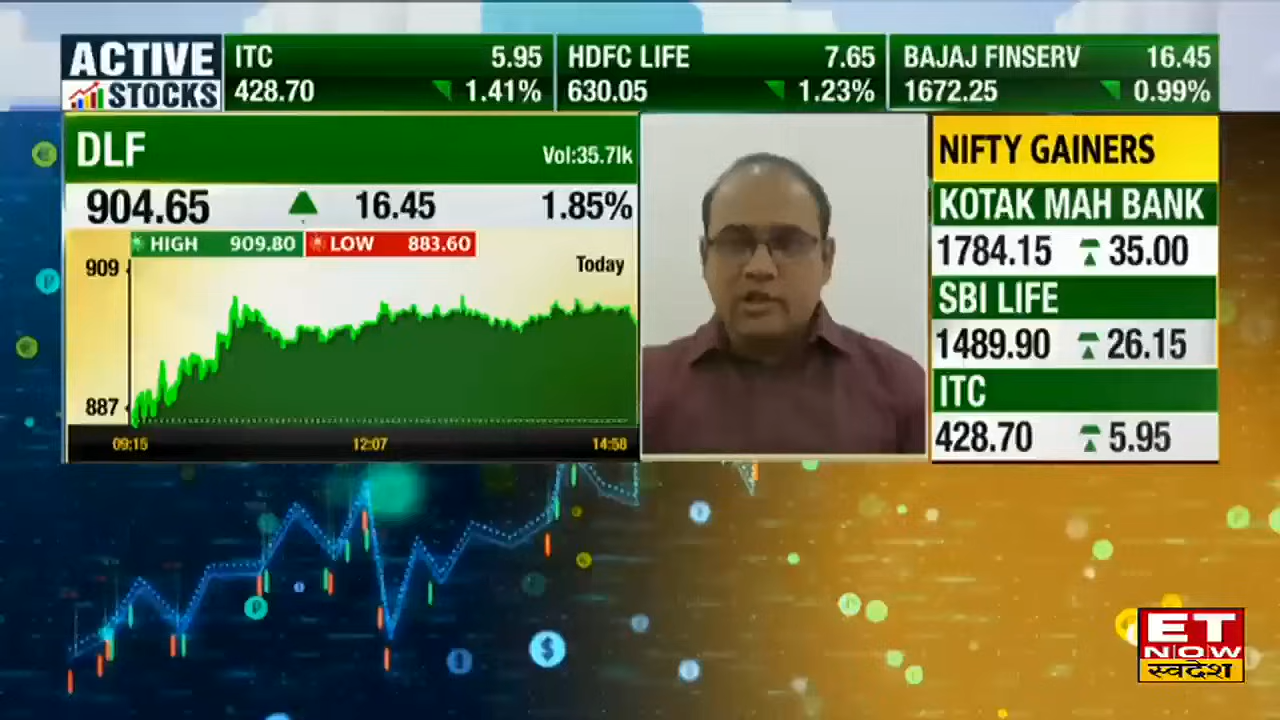 ACTIVE STOCKS
ITC 5.95
428.70 1.41%
HDFC LIFE 7.65
630.05 1.23%
BAJAJ FINSERV 16.45
1672.25 0.99%
DLF Vol:35.7lk
904.65 16.45 1.85%
HIGH 909.80 LOW 883.60
Today
909
887
09:15 12:07 14:58
NIFTY GAINERS
KOTAK MAH BANK
1784.15 35.00
SBI LIFE
1489.90 26.15
ITC
428.70 5.95
ET
NOW
स्वदेश